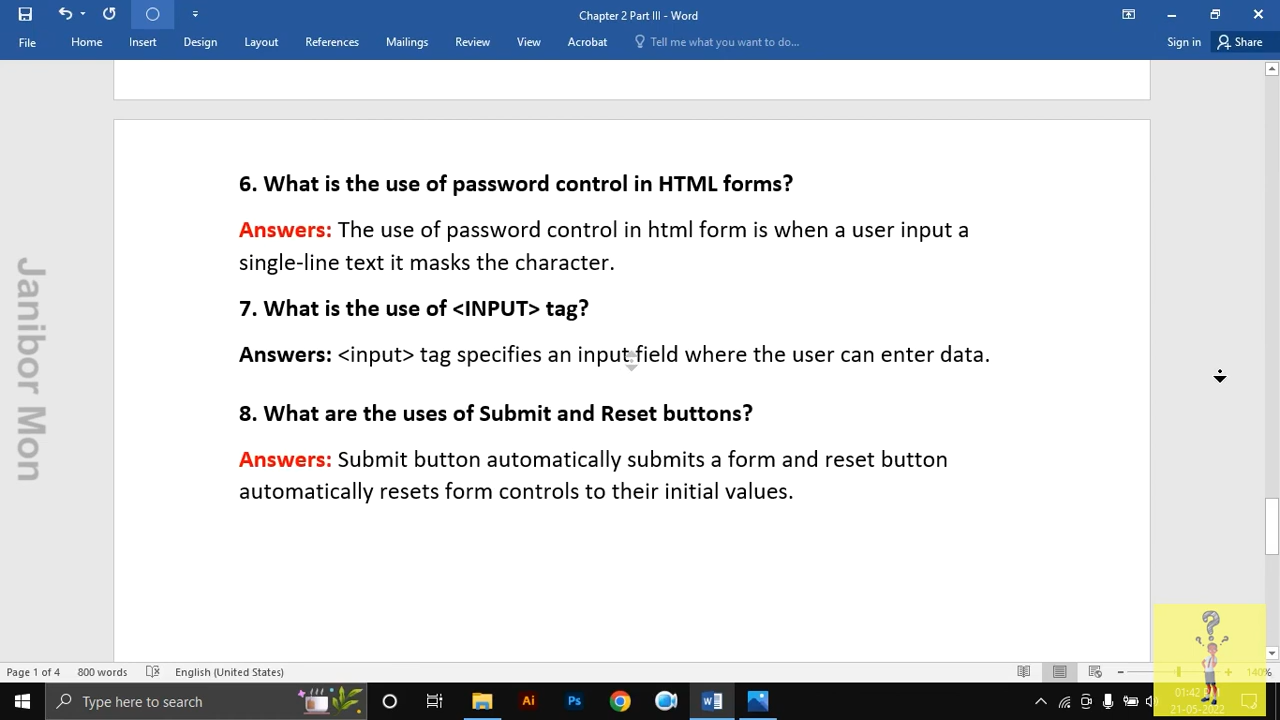 Chapter 2 Part III - Word
File Home Insert Design Layout References Mailings Review View Acrobat Tell me what you want to do... Sign in Share
6. What is the use of password control in HTML forms?
Answers: The use of password control in html form is when a user input a
single-line text it masks the character.
7. What is the use of <INPUT> tag?
Answers: <input> tag specifies an input field where the user can enter data.
8. What are the uses of Submit and Reset buttons?
Answers: Submit button automatically submits a form and reset button
automatically resets form controls to their initial values.
Janibor Mon
Page 1 of 4 800 words English (United States) 140%
Type here to search
01:42
21-05-2022